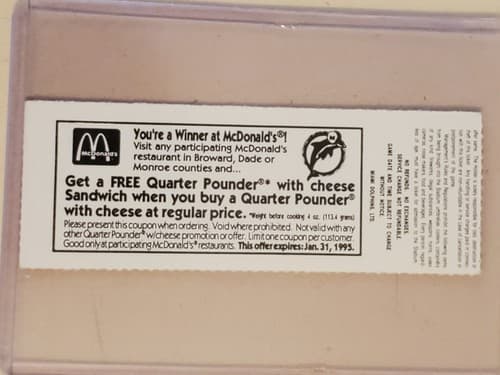 McDonald's
You're a Winner at McDonald's®!
Visit any participating McDonald's
restaurant in Broward, Dade or
Monroe counties and...
Get a FREE Quarter Pounder®* with cheese
Sandwich when you buy a Quarter Pounder®
with cheese at regular price. *Weight before cooking 4 oz. (113.4 grams)
Please present this coupon when ordering. Void where prohibited. Not valid with any
other Quarter Pounder® w/cheese promotion or offer. Limit one coupon per customer.
Good only at participating McDonald's® restaurants. This offer expires: Jan. 31, 1993.
NO REFUNDS. NO EXCHANGES.
SERVICE CHARGE NOT REFUNDABLE.
GAME DATE AND TIME SUBJECT TO CHANGE
WITHOUT NOTICE.
MIAMI DOLPHINS, LTD.